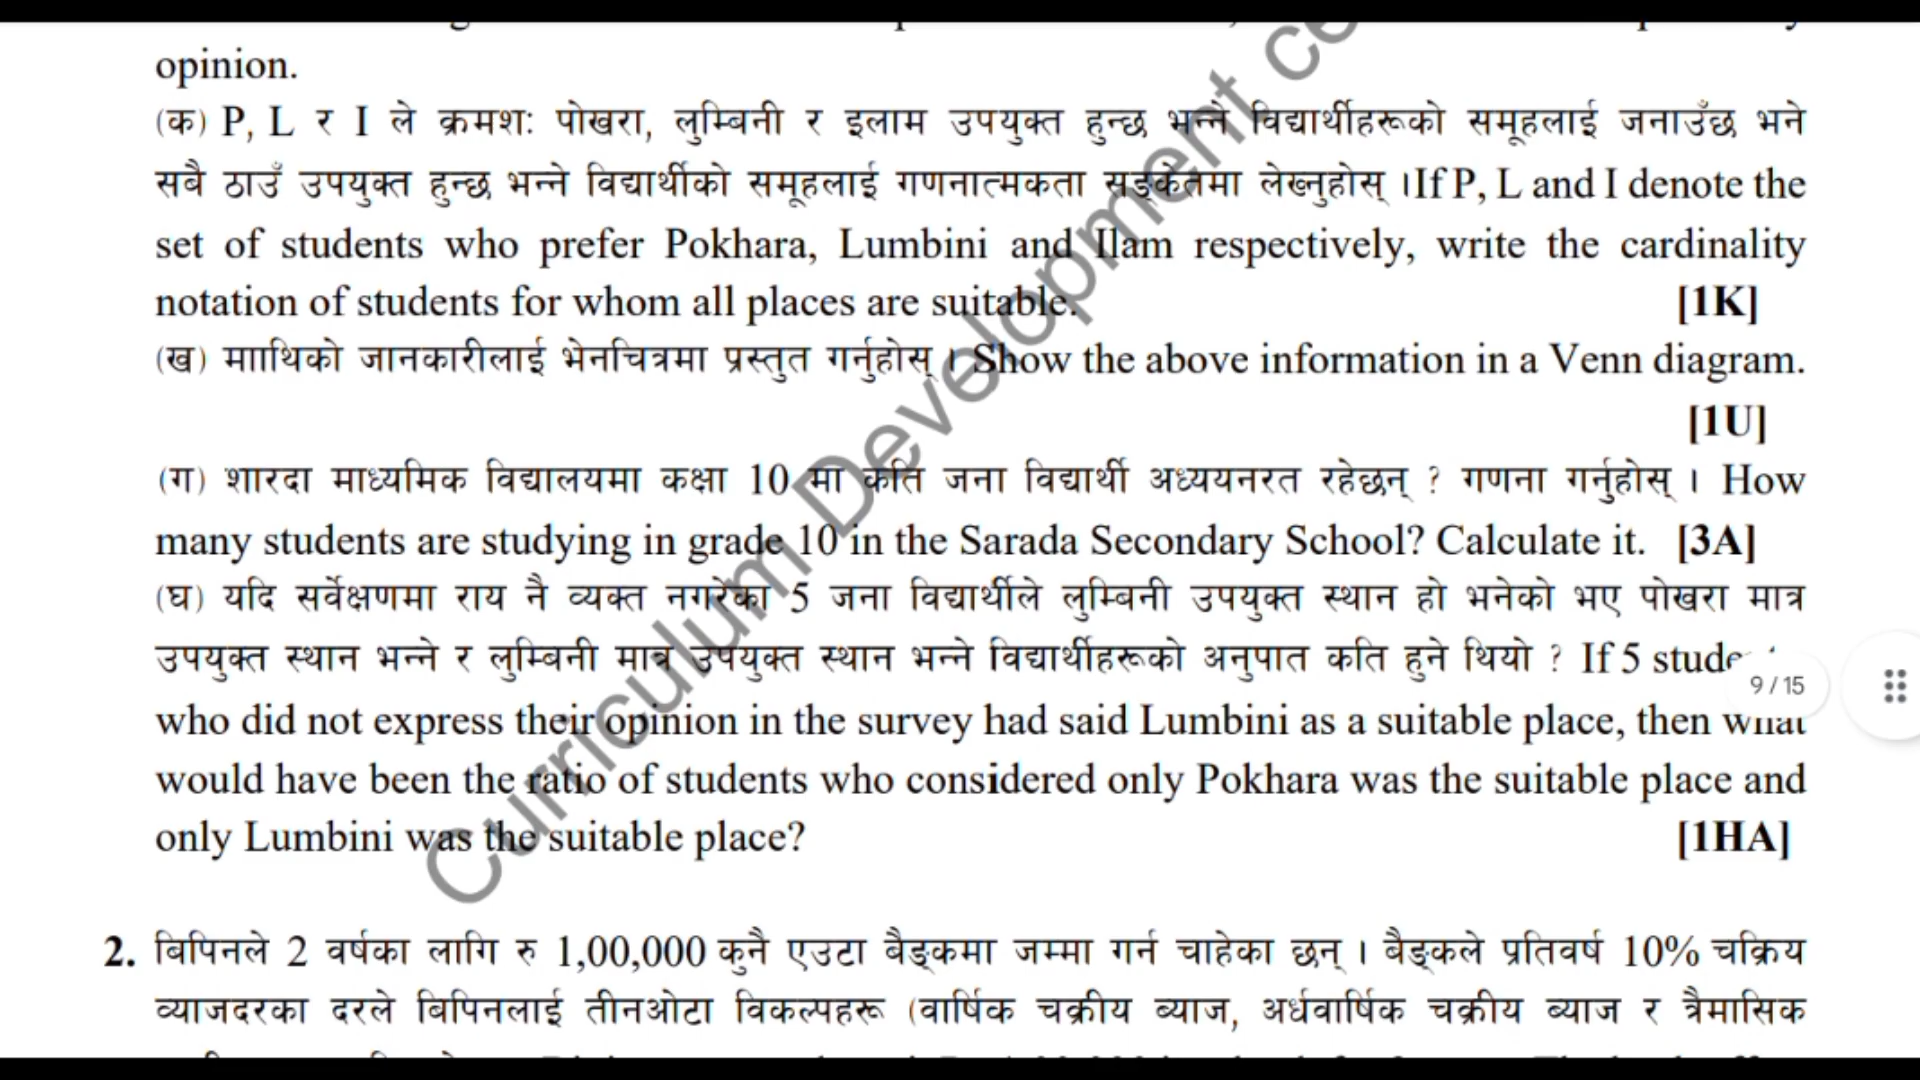 opinion.
(क) P, L र I ले क्रमशः पोखरा, लुम्बिनी र इलाम उपयुक्त हुन्छ भन्ने विद्यार्थीहरूको समूहलाई जनाउँछ भने
सबै ठाउँ उपयुक्त हुन्छ भन्ने विद्यार्थीको समूहलाई गणनात्मकता सङ्केतमा लेख्नुहोस् ।If P, L and I denote the
set of students who prefer Pokhara, Lumbini and Ilam respectively, write the cardinality
notation of students for whom all places are suitable. [1K]
(ख) मााथिको जानकारीलाई भेनचित्रमा प्रस्तुत गर्नुहोस् । Show the above information in a Venn diagram.
[1U]
(ग) शारदा माध्यमिक विद्यालयमा कक्षा 10 मा कति जना विद्यार्थी अध्ययनरत रहेछन् ? गणना गर्नुहोस् । How
many students are studying in grade 10 in the Sarada Secondary School? Calculate it. [3A]
(घ) यदि सर्वेक्षणमा राय नै व्यक्त नगरेका 5 जना विद्यार्थीले लुम्बिनी उपयुक्त स्थान हो भनेको भए पोखरा मात्र
उपयुक्त स्थान भन्ने र लुम्बिनी मात्र उपयुक्त स्थान भन्ने विद्यार्थीहरूको अनुपात कति हुने थियो ? If 5
9 / 15
who did not express their opinion in the survey had said Lumbini as a suitable place, then what
would have been the ratio of students who considered only Pokhara was the suitable place and
only Lumbini was the suitable place? [1HA]
Curriculum Development ce
2. बिपिनले 2 वर्षका लागि रु 1,00,000 कुनै एउटा बैङ्कमा जम्मा गर्न चाहेका छन् । बैङ्कले प्रतिवर्ष 10% चक्रिय
व्याजदरका दरले बिपिनलाई तीनओटा विकल्पहरू (वार्षिक चक्रीय ब्याज, अर्धवार्षिक चक्रीय ब्याज र त्रैमासिक